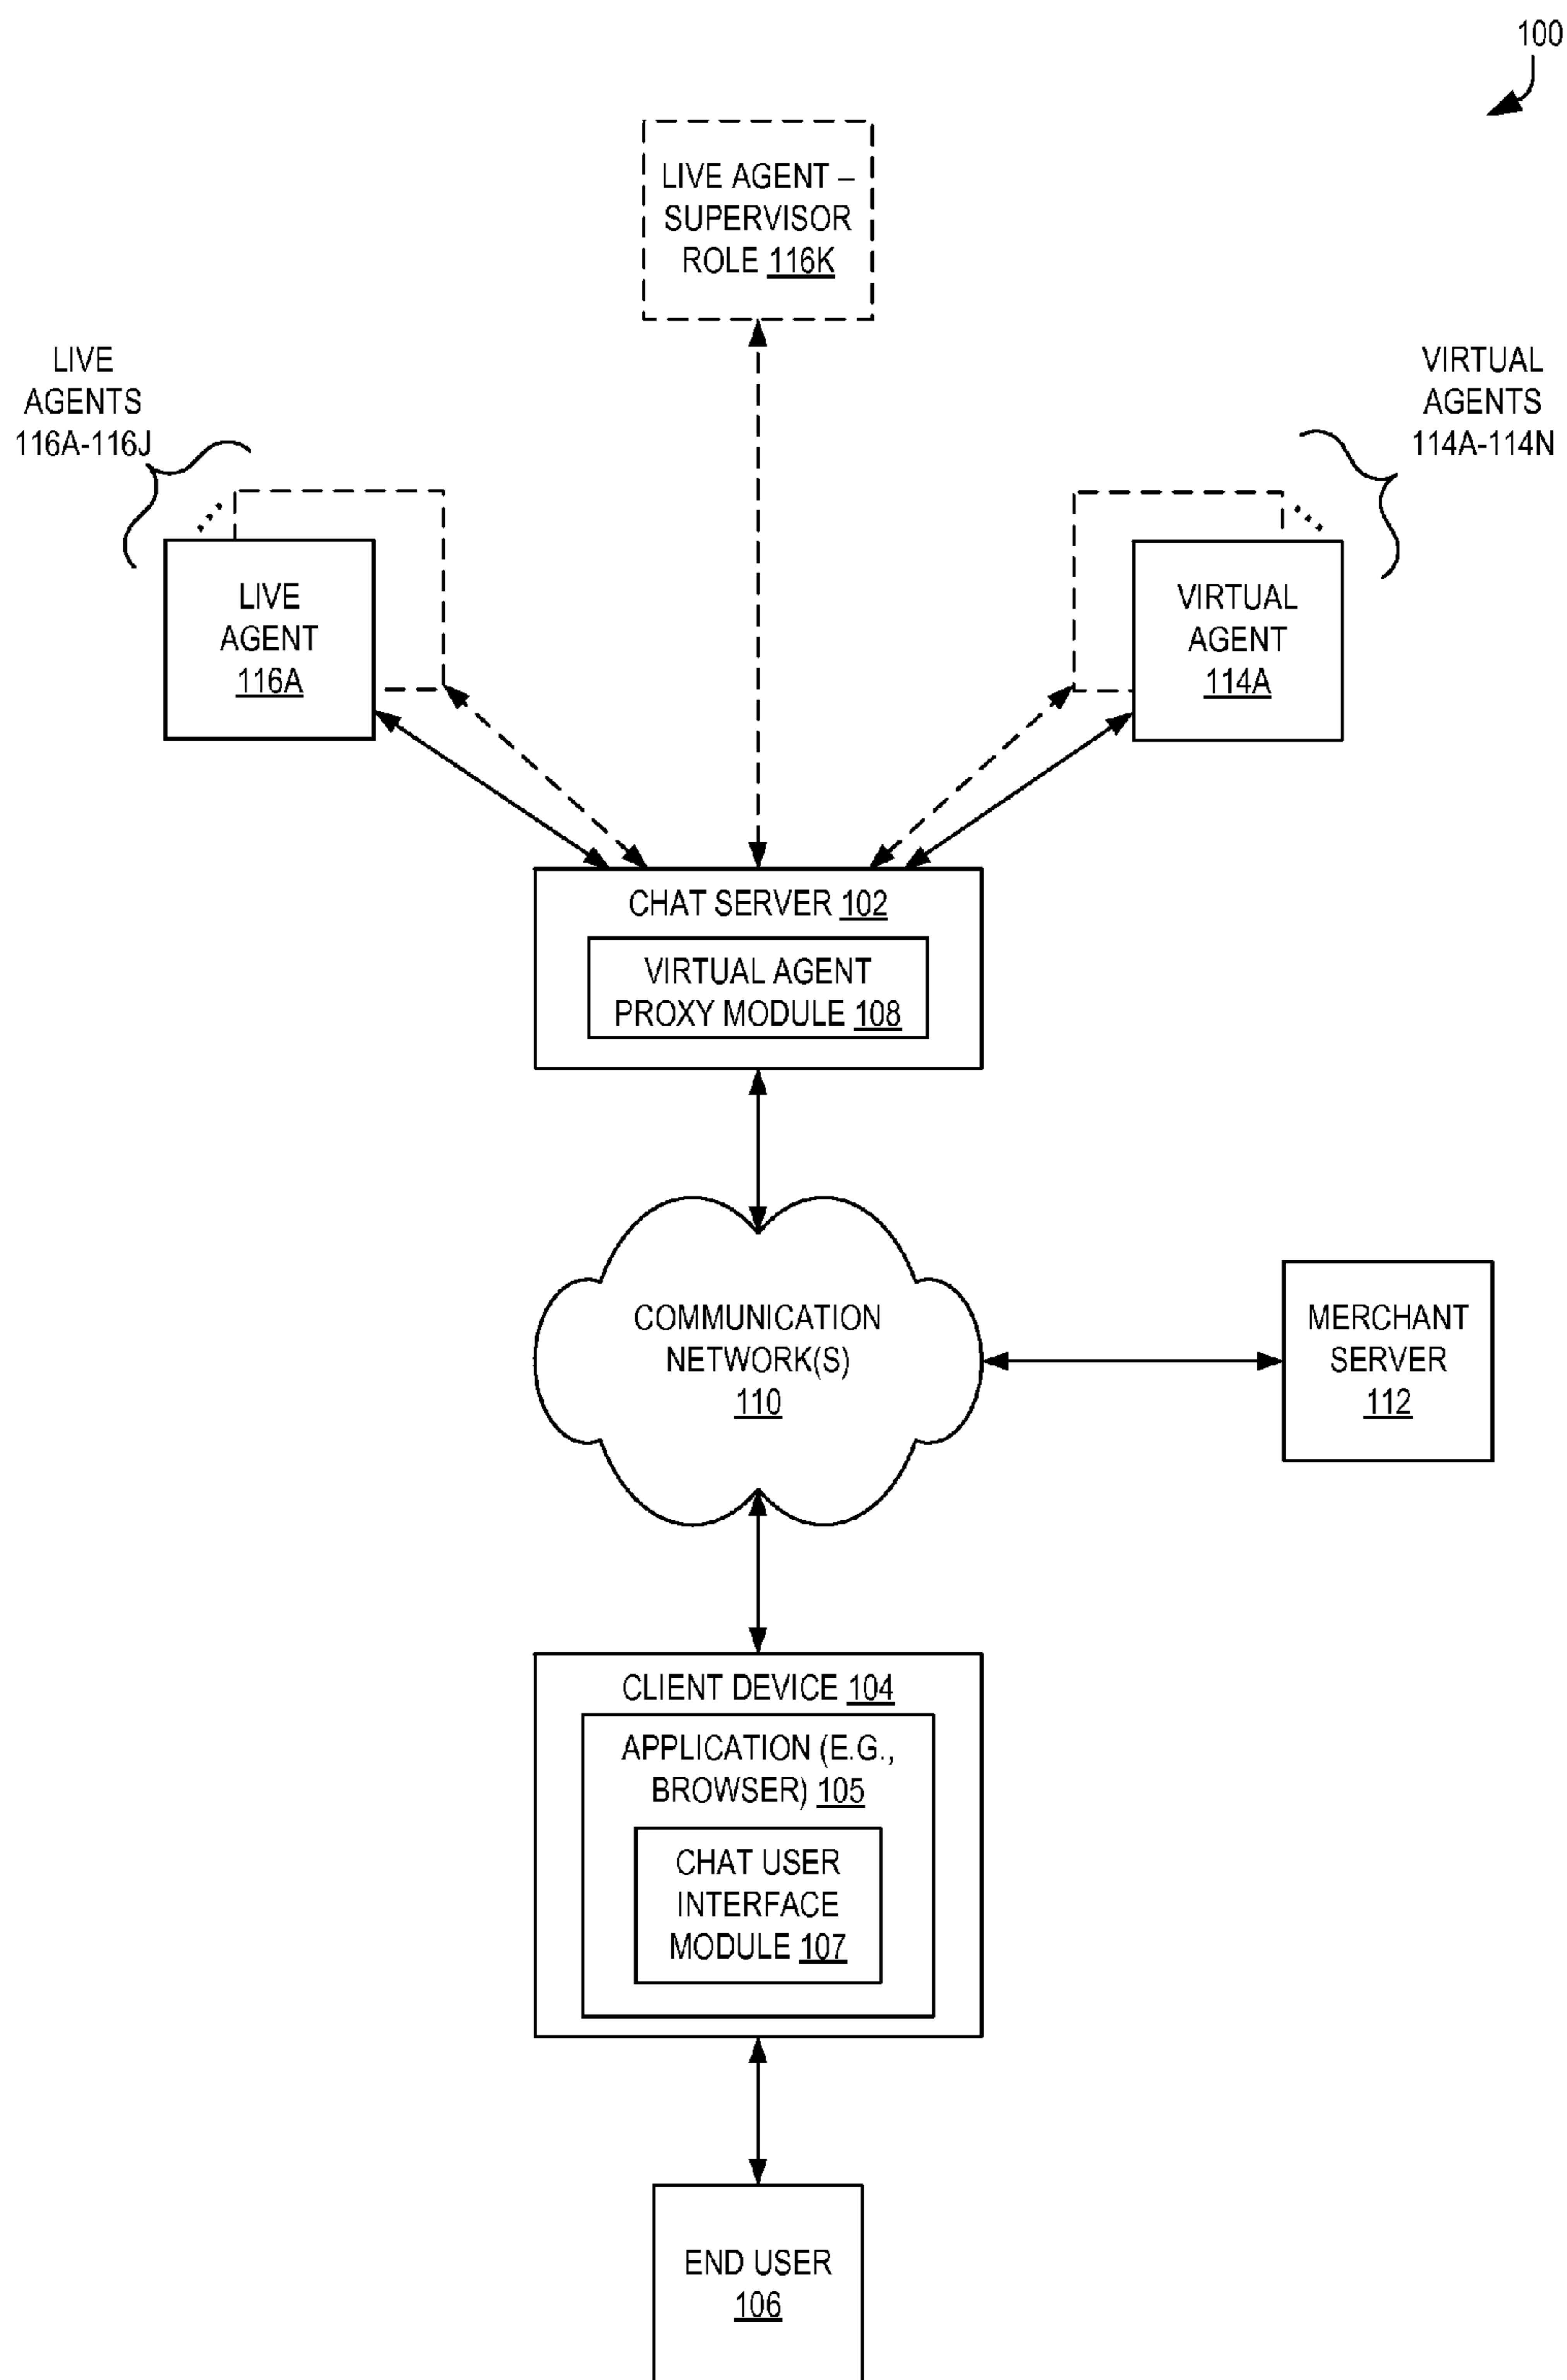 100
LIVE AGENT –
SUPERVISOR
ROLE 116K
LIVE
AGENTS
116A-116J
VIRTUAL
AGENTS
114A-114N
LIVE
AGENT
116A
VIRTUAL
AGENT
114A
CHAT SERVER 102
VIRTUAL AGENT
PROXY MODULE 108
COMMUNICATION
NETWORK(S)
110
MERCHANT
SERVER
112
CLIENT DEVICE 104
APPLICATION (E.G.,
BROWSER) 105
CHAT USER
INTERFACE
MODULE 107
END USER
106